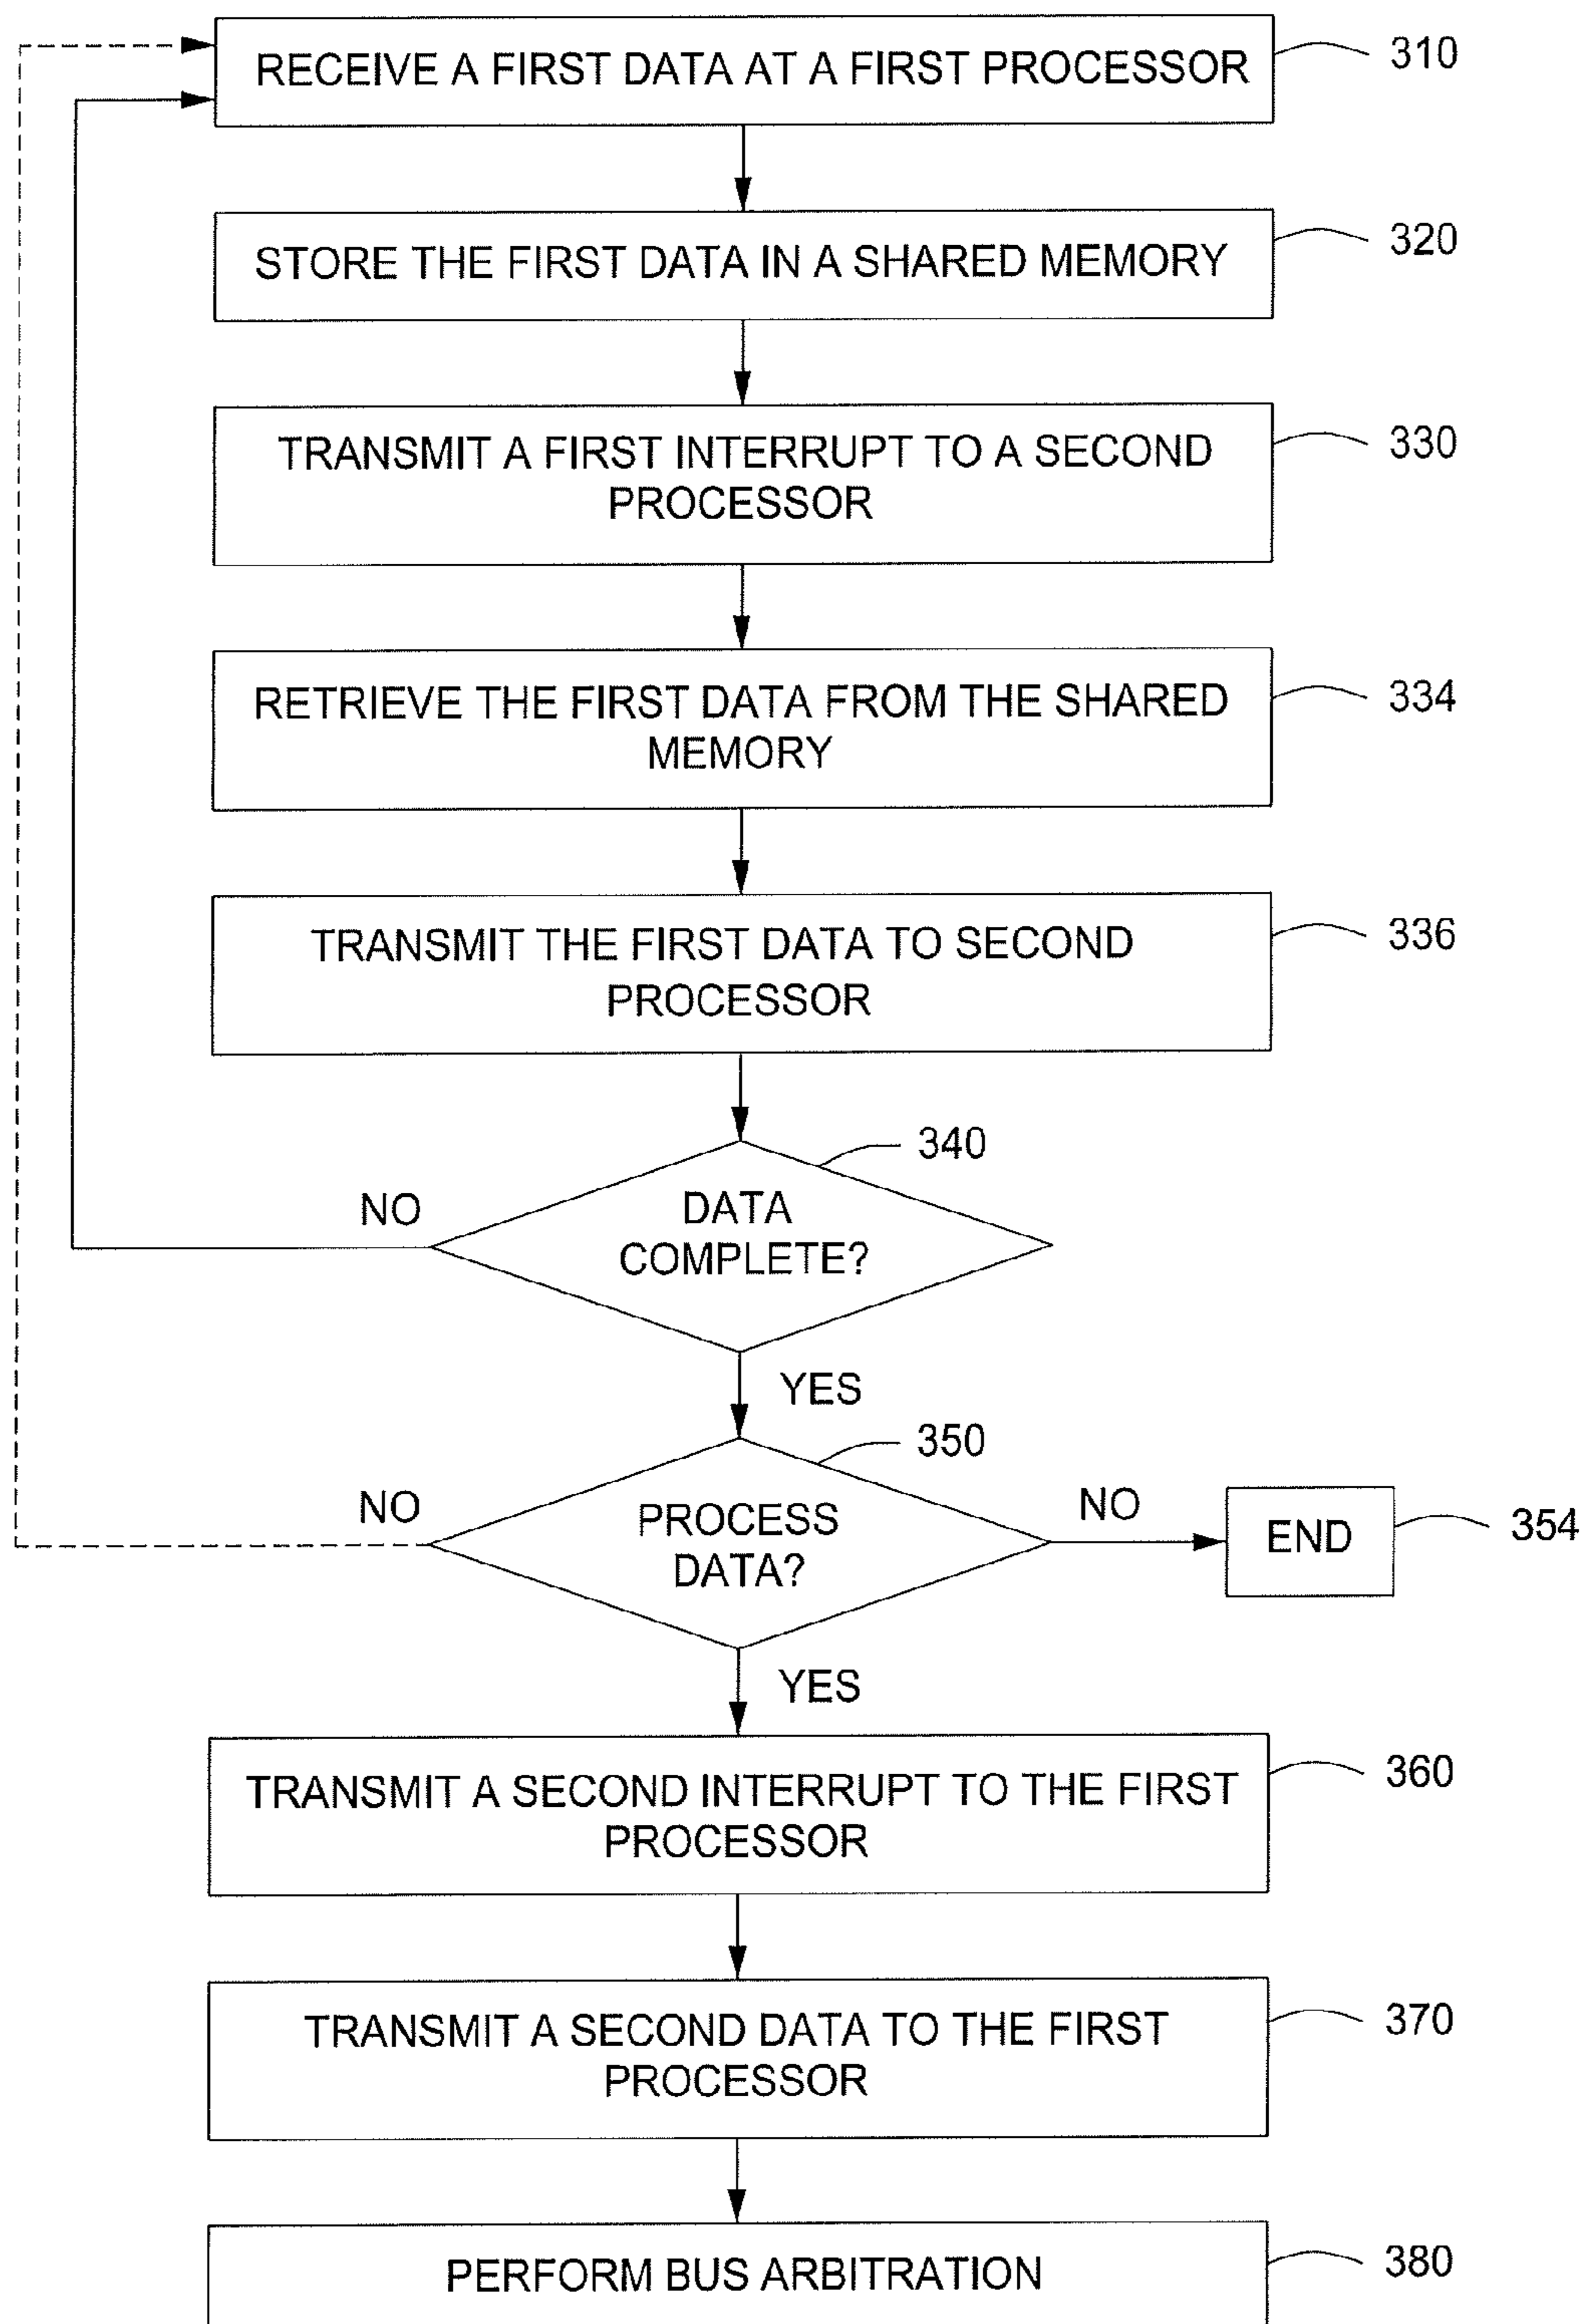 RECEIVE A FIRST DATA AT A FIRST PROCESSOR
310
STORE THE FIRST DATA IN A SHARED MEMORY
320
TRANSMIT A FIRST INTERRUPT TO A SECOND
PROCESSOR
330
RETRIEVE THE FIRST DATA FROM THE SHARED
MEMORY
334
TRANSMIT THE FIRST DATA TO SECOND
PROCESSOR
336
340
NO
DATA
COMPLETE?
YES
350
NO
PROCESS
DATA?
NO
END
354
YES
TRANSMIT A SECOND INTERRUPT TO THE FIRST
PROCESSOR
360
TRANSMIT A SECOND DATA TO THE FIRST
PROCESSOR
370
PERFORM BUS ARBITRATION
380